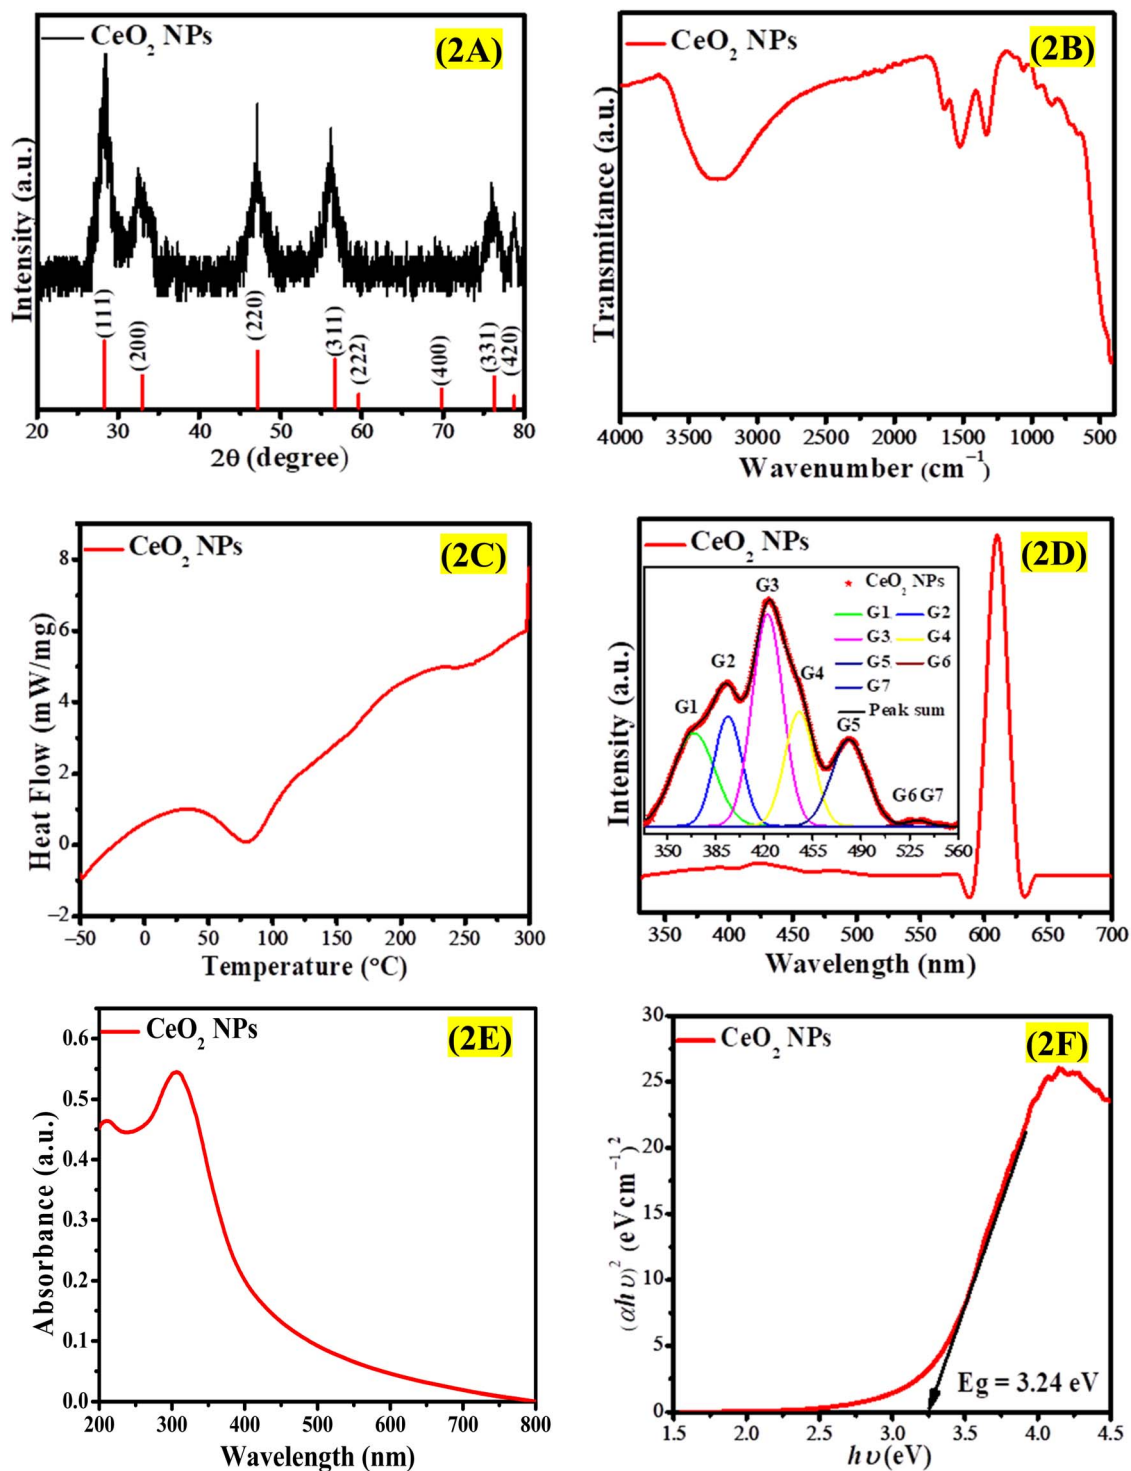 CeO2 NPs
(2A)
Intensity (a.u.)
(111)
(200)
(220)
(311)
(222)
(400)
(331)
(420)
20 30 40 50 60 70 80
2θ (degree)
CeO2 NPs
(2B)
Transmitance (a.u.)
4000 3500 3000 2500 2000 1500 1000 500
Wavenumber (cm−1)
CeO2 NPs
(2C)
Heat Flow (m W/mg)
8
6
4
2
0
−2
−50 0 50 100 150 200 250 300
Temperature (°C)
CeO2 NPs
(2D)
Intensity (a.u.)
CeO2 NPs
G1 G2
G3 G4
G5 G6
G7
Peak sum
G1
G2
G3
G4
G5
G6 G7
350 385 420 455 490 525 560
350 400 450 500 550 600 650 700
Wavelength (nm)
CeO2 NPs
(2E)
Absorbance (a.u.)
0.6
0.5
0.4
0.3
0.2
0.1
0.0
200 300 400 500 600 700 800
Wavelength (nm)
CeO2 NPs
(2F)
(αhυ)2 (eVcm−1)2
30
25
20
15
10
5
0
Eg = 3.24 eV
1.5 2.0 2.5 3.0 3.5 4.0 4.5
hυ(eV)